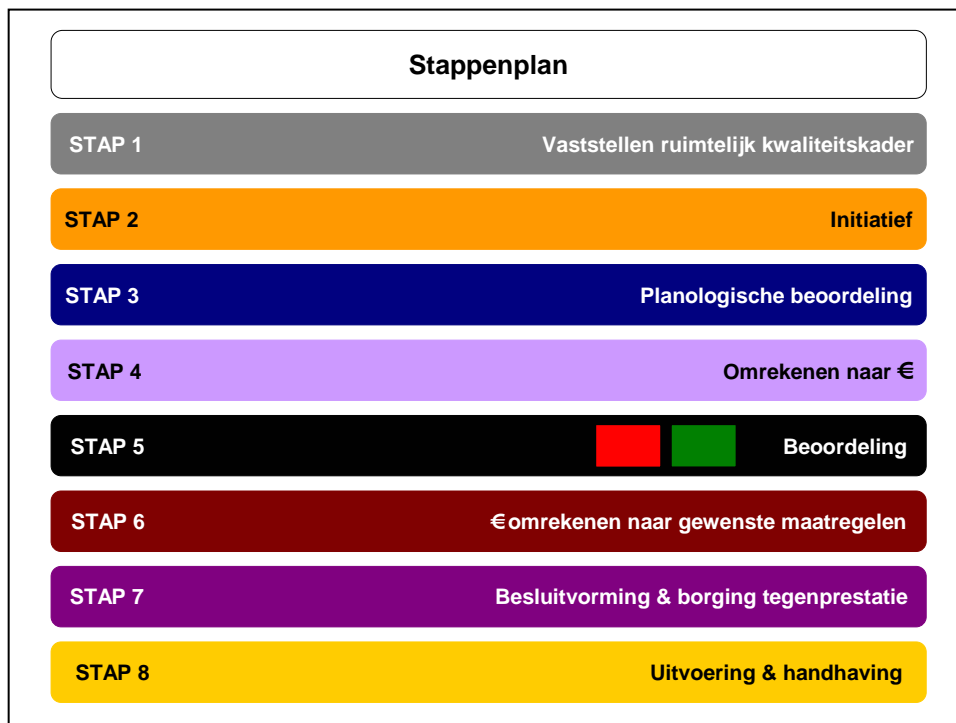 Stappenplan
STAP 1 Vaststellen ruimtelijk kwaliteitskader
STAP 2 Initiatief
STAP 3 Planologische beoordeling
STAP 4 Omrekenen naar €
STAP 5 Beoordeling
STAP 6 € omrekenen naar gewenste maatregelen
STAP 7 Besluitvorming & borging tegenprestatie
STAP 8 Uitvoering & handhaving